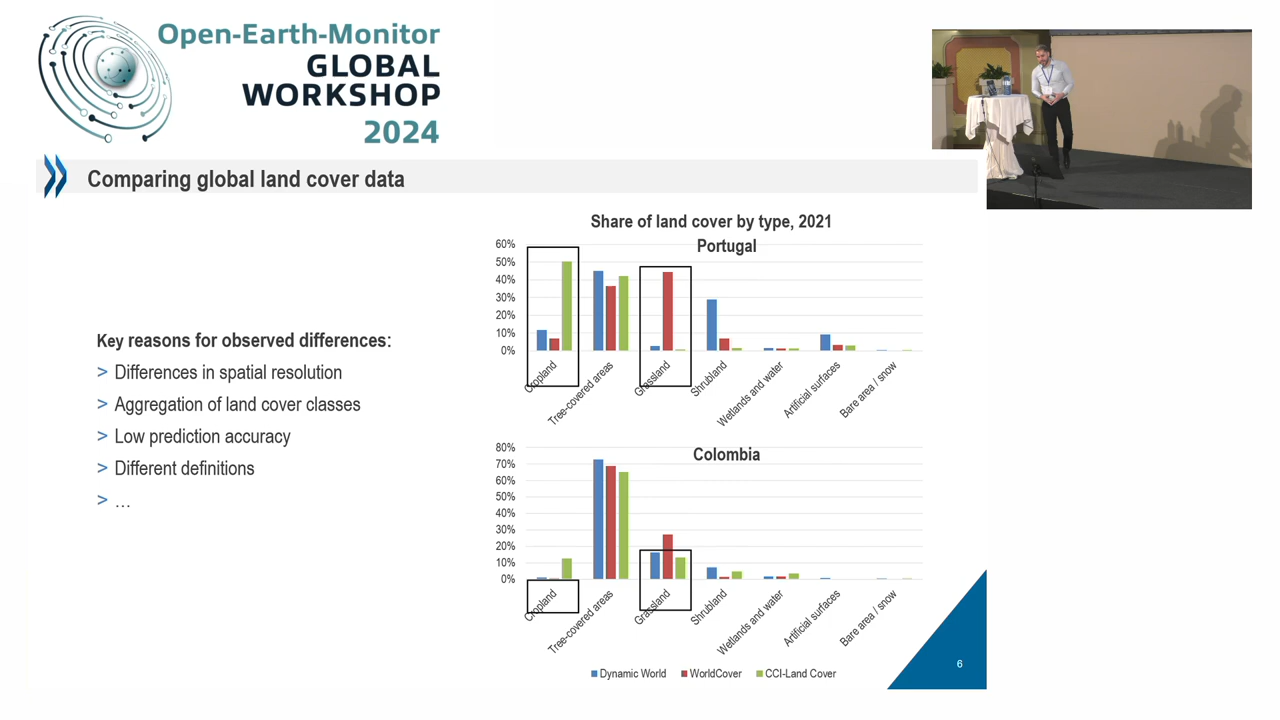 Open-Earth-Monitor
GLOBAL
WORKSHOP
2024
Comparing global land cover data
Key reasons for observed differences:
> Differences in spatial resolution
> Aggregation of land cover classes
> Low prediction accuracy
> Different definitions
> …
Share of land cover by type, 2021
Portugal
60%
50%
40%
30%
20%
10%
0%
Cropland
Tree-covered areas
Grassland
Shrubland
Wetlands and water
Artificial surfaces
Bare area / snow
Colombia
80%
70%
60%
50%
40%
30%
20%
10%
0%
Cropland
Tree-covered areas
Grassland
Shrubland
Wetlands and water
Artificial surfaces
Bare area / snow
Dynamic World WorldCover CCI-Land Cover
6